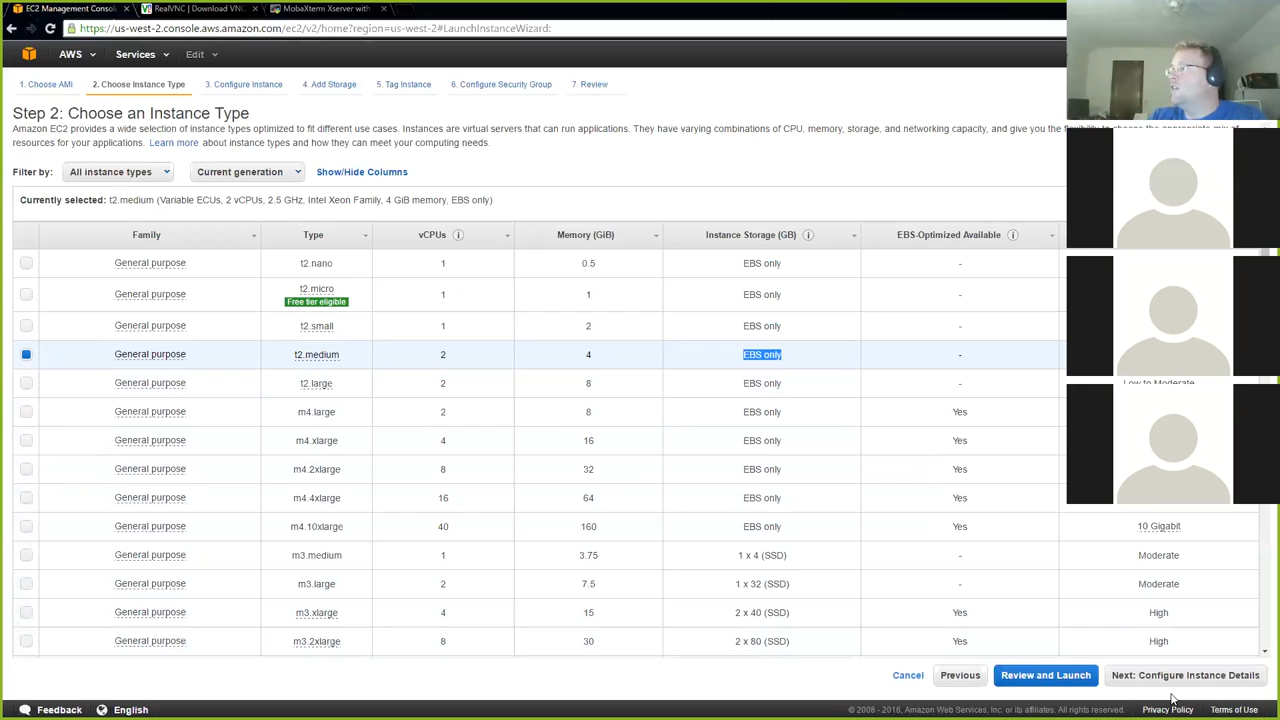 EC2 Management Consol
RealVNC | Download VNC
MobaXterm Xserver with
https://us-west-2.console.aws.amazon.com/ec2/v2/home?region=us-west-2#LaunchInstanceWizard:
AWS Services Edit
1. Choose AMI 2. Choose Instance Type 3. Configure Instance 4. Add Storage 5. Tag Instance 6. Configure Security Group 7. Review
Step 2: Choose an Instance Type
Amazon EC2 provides a wide selection of instance types optimized to fit different use cases. Instances are virtual servers that can run applications. They have varying combinations of CPU, memory, storage, and networking capacity, and give you the flexibility to choose the appropriate mix of
resources for your applications. Learn more about instance types and how they can meet your computing needs.
Filter by: All instance types Current generation Show/Hide Columns
Currently selected: t2.medium (Variable ECUs, 2 vCPUs, 2.5 GHz, Intel Xeon Family, 4 GiB memory, EBS only)
Family Type vCPUs Memory (GiB) Instance Storage (GB) EBS-Optimized Available
General purpose t2.nano 1 0.5 EBS only -
General purpose t2.micro 1 1 EBS only -
Free tier eligible
General purpose t2.small 1 2 EBS only -
General purpose t2.medium 2 4 EBS only -
General purpose t2.large 2 8 EBS only - Low to Moderate
General purpose m4.large 2 8 EBS only Yes
General purpose m4.xlarge 4 16 EBS only Yes
General purpose m4.2xlarge 8 32 EBS only Yes
General purpose m4.4xlarge 16 64 EBS only Yes
General purpose m4.10xlarge 40 160 EBS only Yes 10 Gigabit
General purpose m3.medium 1 3.75 1 x 4 (SSD) - Moderate
General purpose m3.large 2 7.5 1 x 32 (SSD) - Moderate
General purpose m3.xlarge 4 15 2 x 40 (SSD) Yes High
General purpose m3.2xlarge 8 30 2 x 80 (SSD) Yes High
Cancel Previous Review and Launch Next: Configure Instance Details
Feedback English © 2008 - 2016, Amazon Web Services, Inc. or its affiliates. All rights reserved. Privacy Policy Terms of Use